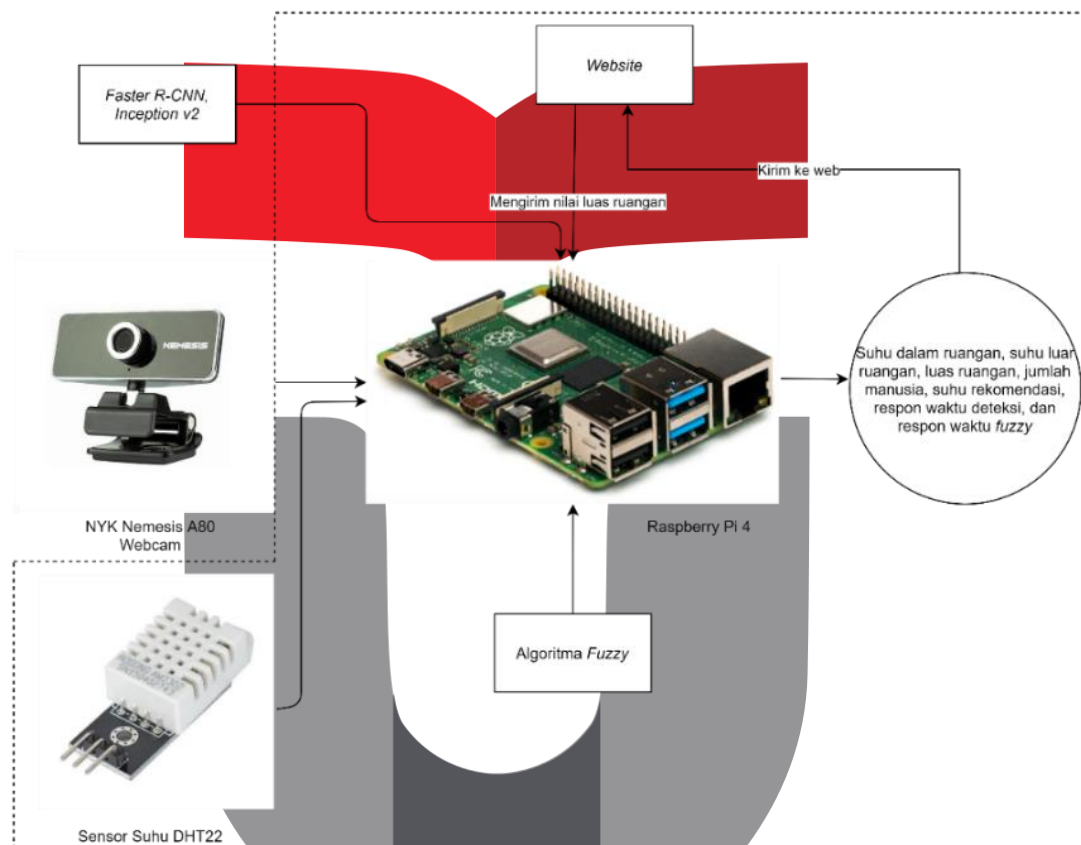 Website
Faster R-CNN,
Inception v2
Kirim ke web
Mengirim nilai luas ruangan
NEMESIS
Suhu dalam ruangan, suhu luar
ruangan, luas ruangan, jumlah
manusia, suhu rekomendasi,
respon waktu deteksi, dan
respon waktu fuzzy
NYK Nemesis A80
Webcam
Raspberry Pi 4
Algoritma Fuzzy
Sensor Suhu DHT22